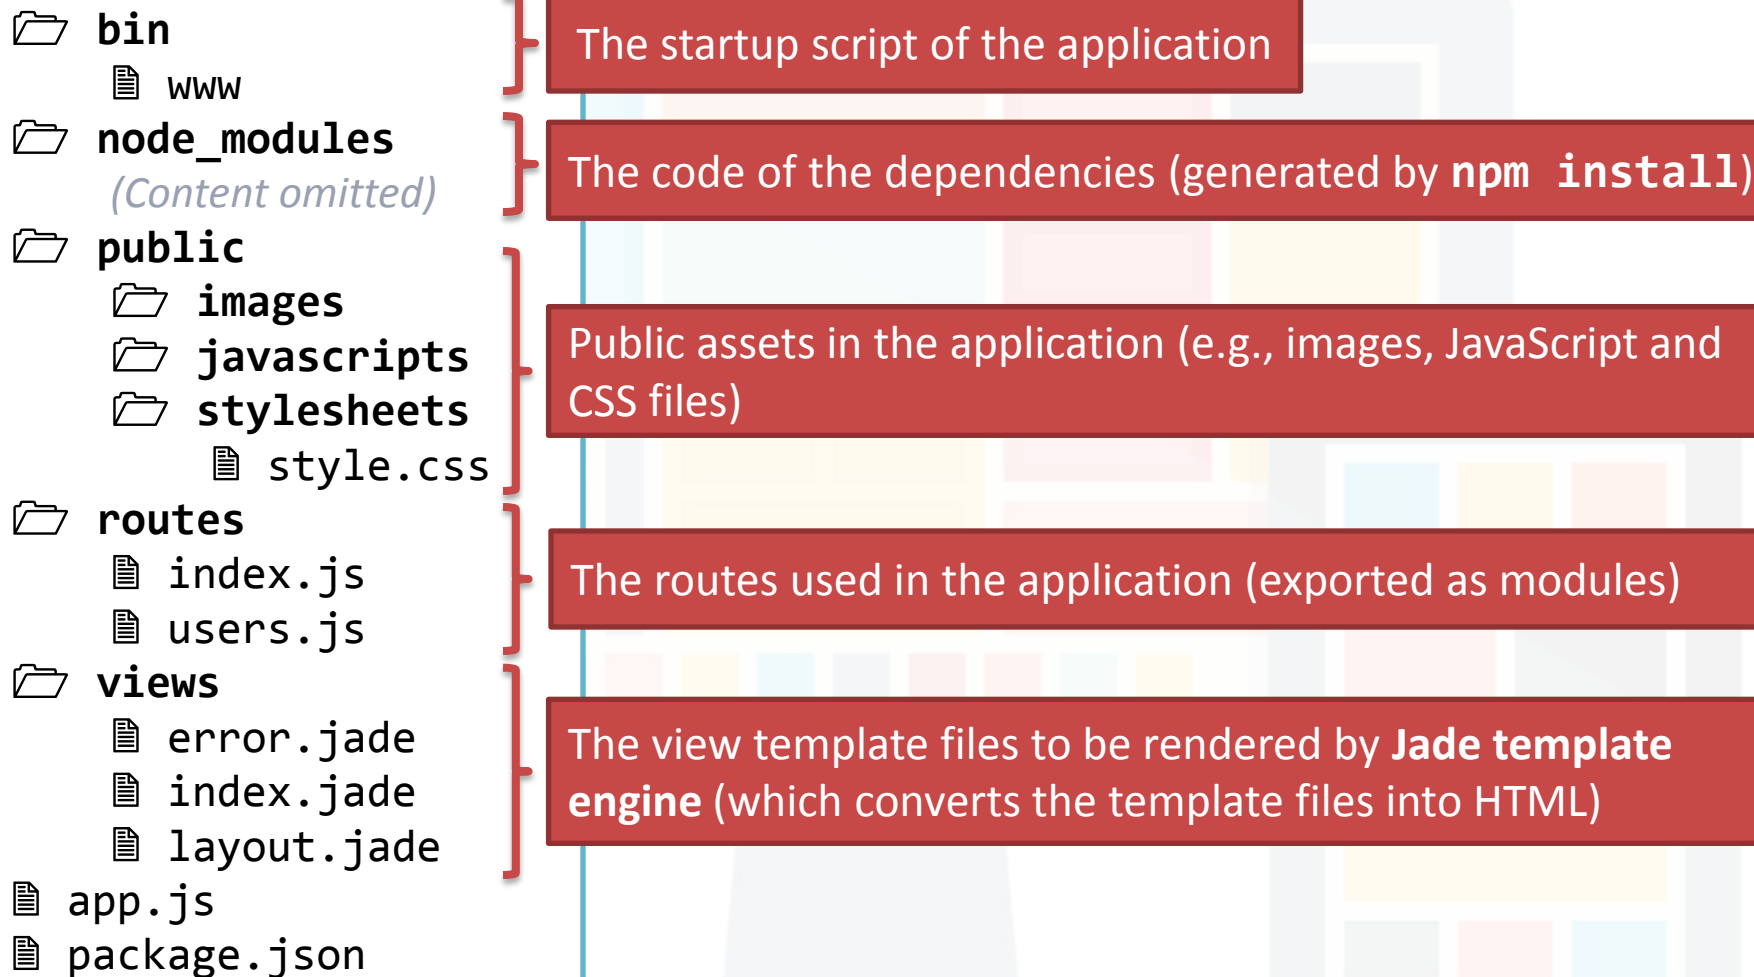 bin
www
The startup script of the application
node_modules
(Content omitted)
The code of the dependencies (generated by npm install)
public
images
javascripts
stylesheets
style.css
Public assets in the application (e.g., images, JavaScript and
CSS files)
routes
index.js
users.js
The routes used in the application (exported as modules)
views
error.jade
index.jade
layout.jade
The view template files to be rendered by Jade template
engine (which converts the template files into HTML)
app.js
package.json